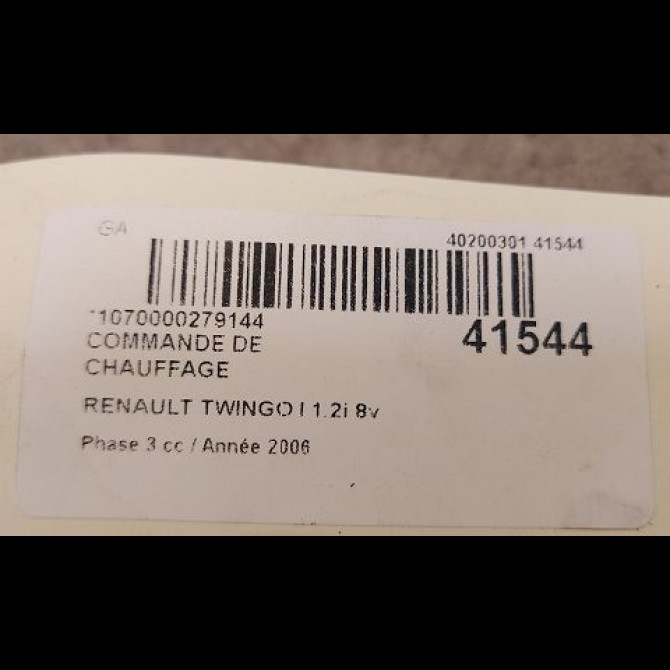 GA
40200301 41544
*1070000279144
41544
COMMANDE DE
CHAUFFAGE
RENAULT TWINGO I 1.2i 8v
Phase 3 cc / Année 2006